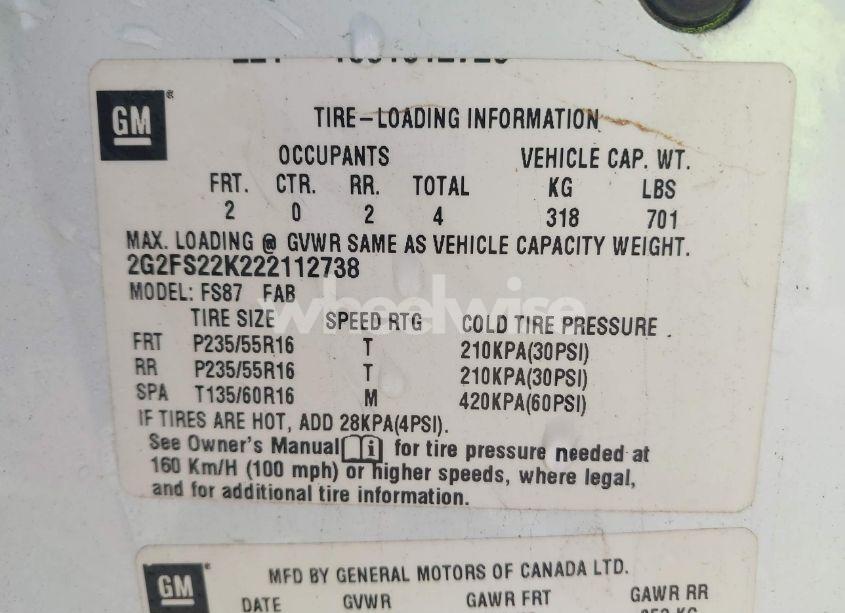 GM
TIRE-LOADING INFORMATION
OCCUPANTS VEHICLE CAP. WT.
FRT. CTR. RR. TOTAL KG LBS
2 0 2 4 318 701
MAX. LOADING @ GVWR SAME AS VEHICLE CAPACITY WEIGHT.
2G2FS22K222112738
MODEL: FS87 FAB
wheelwise
TIRE SIZE SPEED RTG COLD TIRE PRESSURE
FRT P235/55R16 T 210KPA(30PSI)
RR P235/55R16 T 210KPA(30PSI)
SPA T135/60R16 M 420KPA(60PSI)
IF TIRES ARE HOT, ADD 28KPA(4PSI).
See Owner's Manual i for tire pressure needed at
160 Km/H (100 mph) or higher speeds, where legal,
and for additional tire information.
GM
MFD BY GENERAL MOTORS OF CANADA LTD.
DATE GVWR GAWR FRT GAWR RR